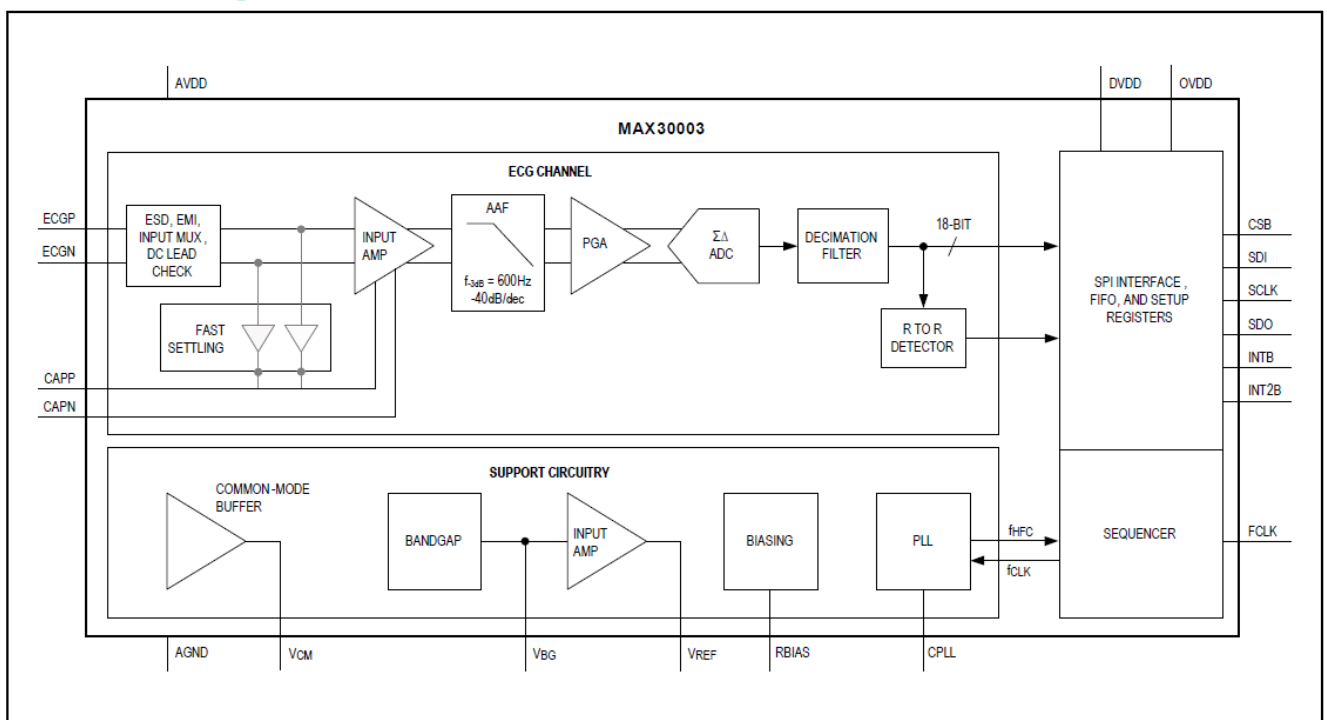 AVDD
DVDD
OVDD
MAX30003
ECG CHANNEL
ECGP
ECGN
ESD, EMI,
INPUT MUX ,
DC LEAD
CHECK
INPUT
AMP
AAF
f-3dB = 600Hz
-40dB/dec
PGA
ΣΔ
ADC
DECIMATION
FILTER
18-BIT
R TO R
DETECTOR
FAST
SETTLING
CAPP
CAPN
SPI INTERFACE ,
FIFO, AND SETUP
REGISTERS
CSB
SDI
SCLK
SDO
INTB
INT2B
SUPPORT CIRCUITRY
COMMON-MODE
BUFFER
BANDGAP
INPUT
AMP
BIASING
PLL
fHFC
fCLK
SEQUENCER
FCLK
AGND
VCM
VBG
VREF
RBIAS
CPLL